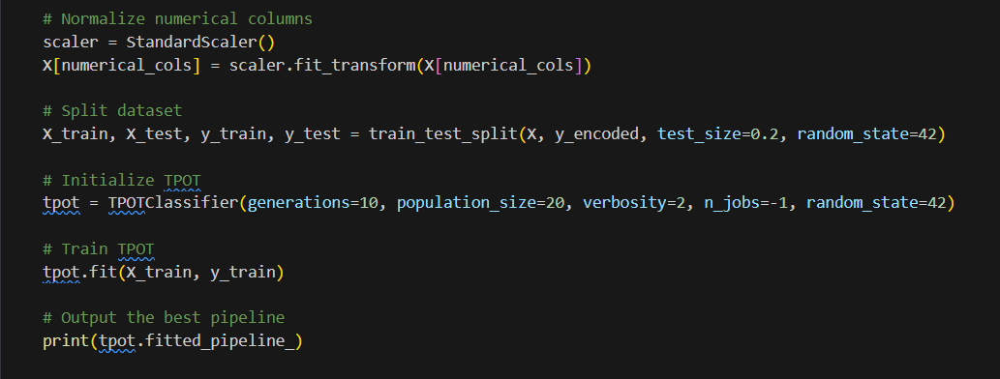 # Normalize numerical columns
scaler = StandardScaler()
X[numerical_cols] = scaler.fit_transform(X[numerical_cols])
# Split dataset
X_train, X_test, y_train, y_test = train_test_split(X, y_encoded, test_size=0.2, random_state=42)
# Initialize TPOT
tpot = TPOTClassifier(generations=10, population_size=20, verbosity=2, n_jobs=-1, random_state=42)
# Train TPOT
tpot.fit(X_train, y_train)
# Output the best pipeline
print(tpot.fitted_pipeline_)